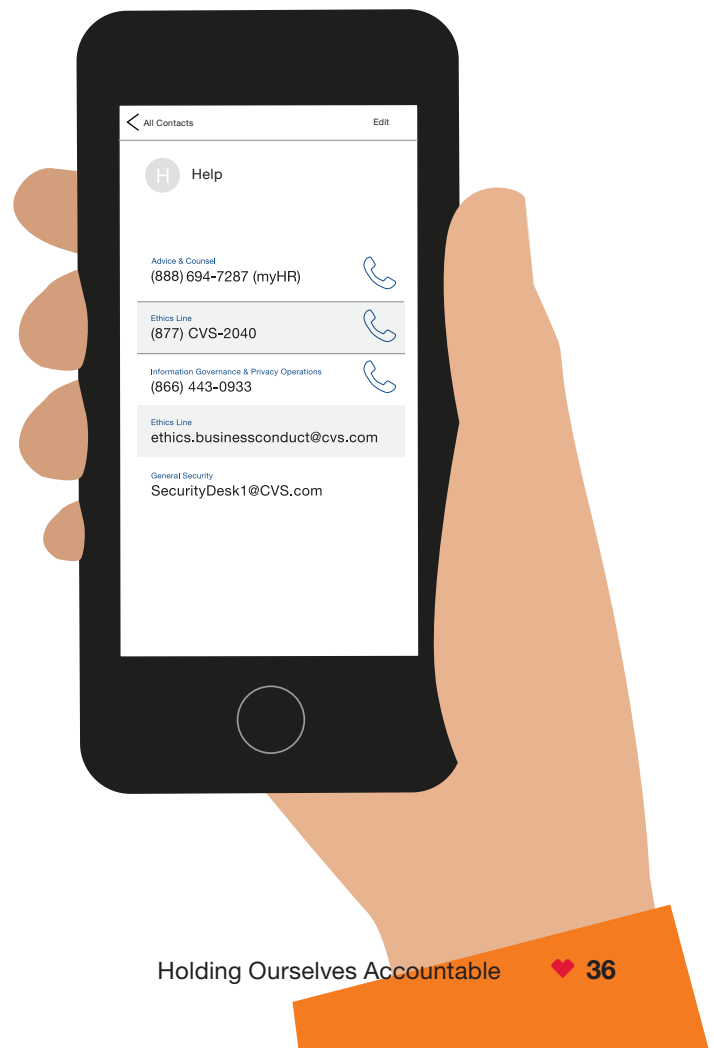 All Contacts Edit
H Help
Advice & Counsel
(888) 694-7287 (myHR)
Ethics Line
(877) CVS-2040
Information Governance & Privacy Operations
(866) 443-0933
Ethics Line
ethics.businessconduct@cvs.com
General Security
SecurityDesk1@CVS.com
Holding Ourselves Accountable 36